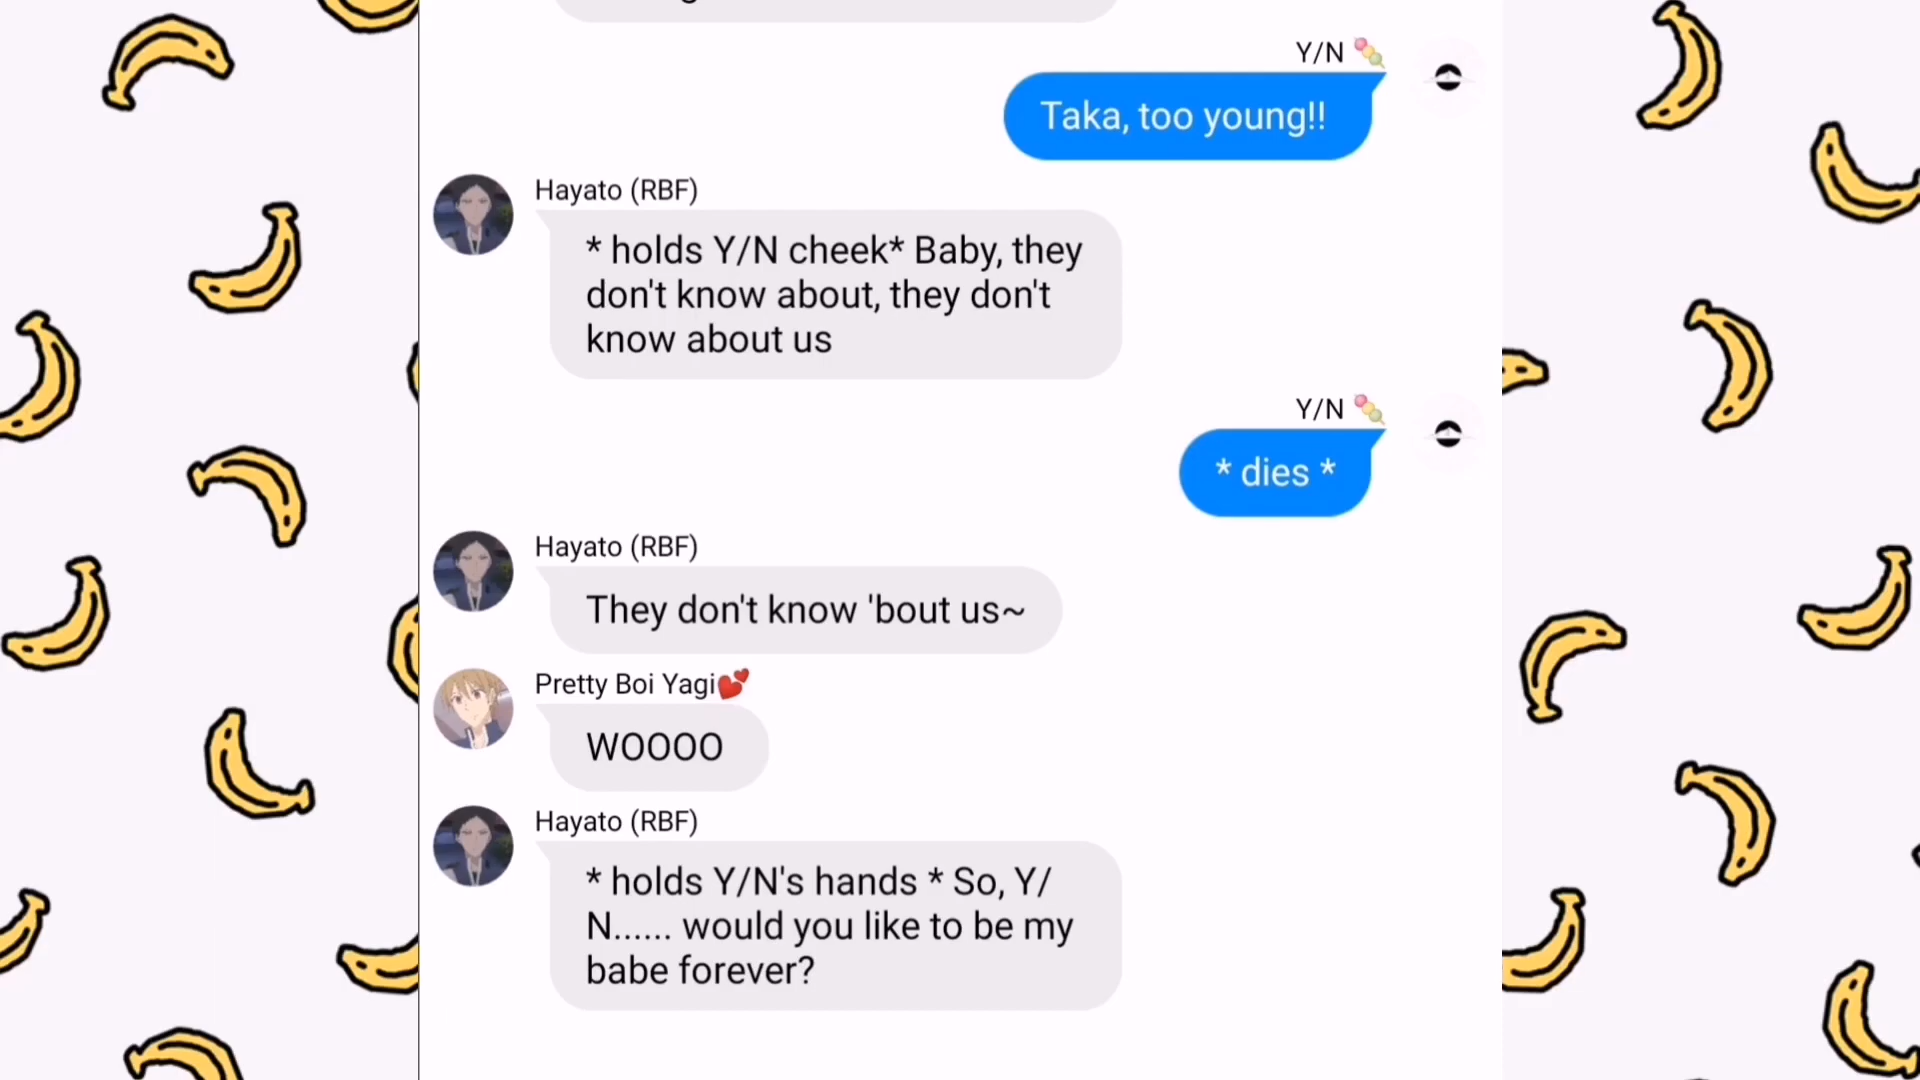 Y/N 🍡
Taka, too young!!
Hayato (RBF)
* holds Y/N cheek* Baby, they
don't know about, they don't
know about us
Y/N 🍡
* dies *
Hayato (RBF)
They don't know 'bout us~
Pretty Boi Yagi💕
WOOOO
Hayato (RBF)
* holds Y/N's hands * So, Y/
N...... would you like to be my
babe forever?